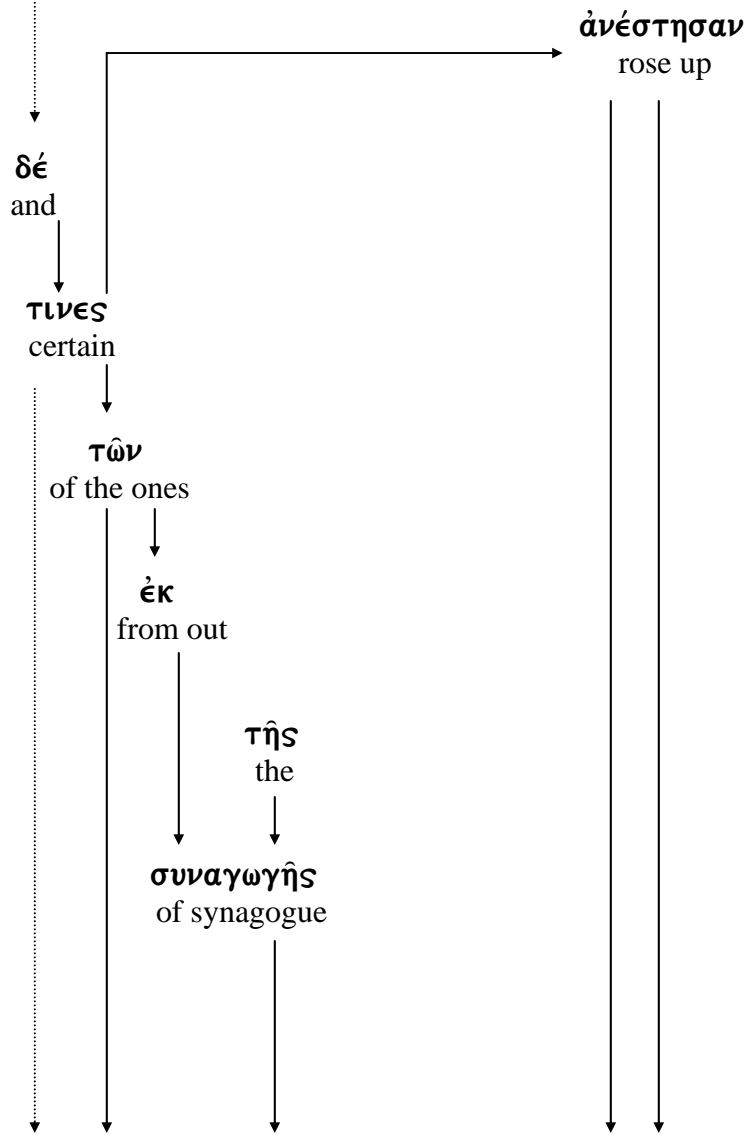 ἀνέστησαν
rose up
δέ
and
τινες
certain
τῶν
of the ones
ἐκ
from out
τῆς
the
συναγωγῆς
of synagogue